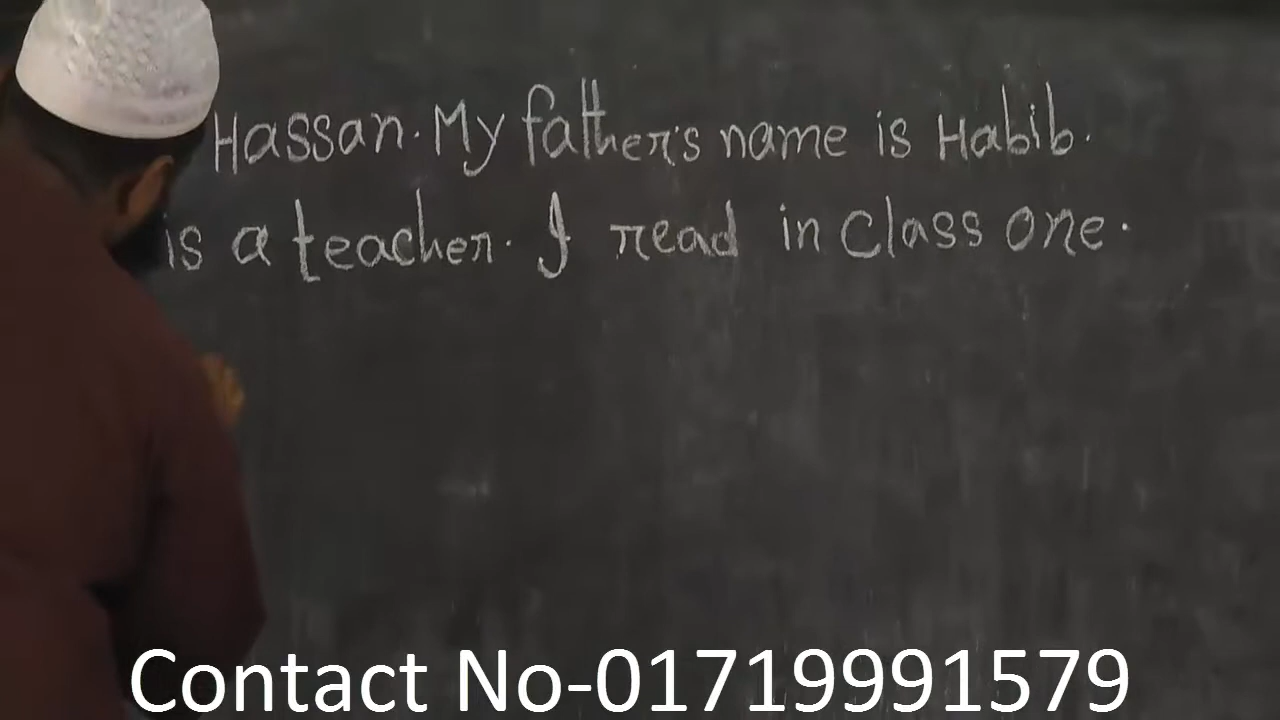 Hassan. My father's name is Habib.
is a teacher. I read in Class one.
Contact No-01719991579